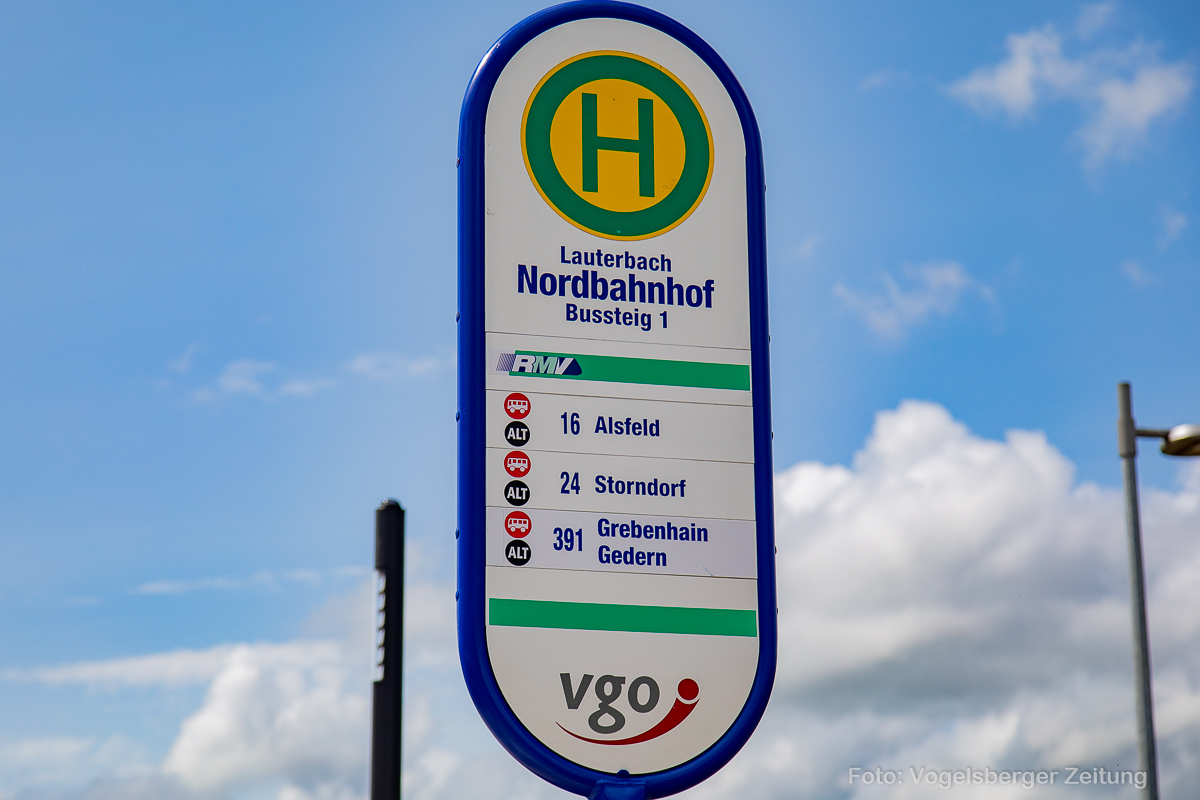 H
Lauterbach
Nordbahnhof
Bussteig 1
RMV
16 Alsfeld
ALT
24 Storndorf
ALT
391 Grebenhain
Gedern
ALT
vgo
Foto: Vogelsberger Zeitung